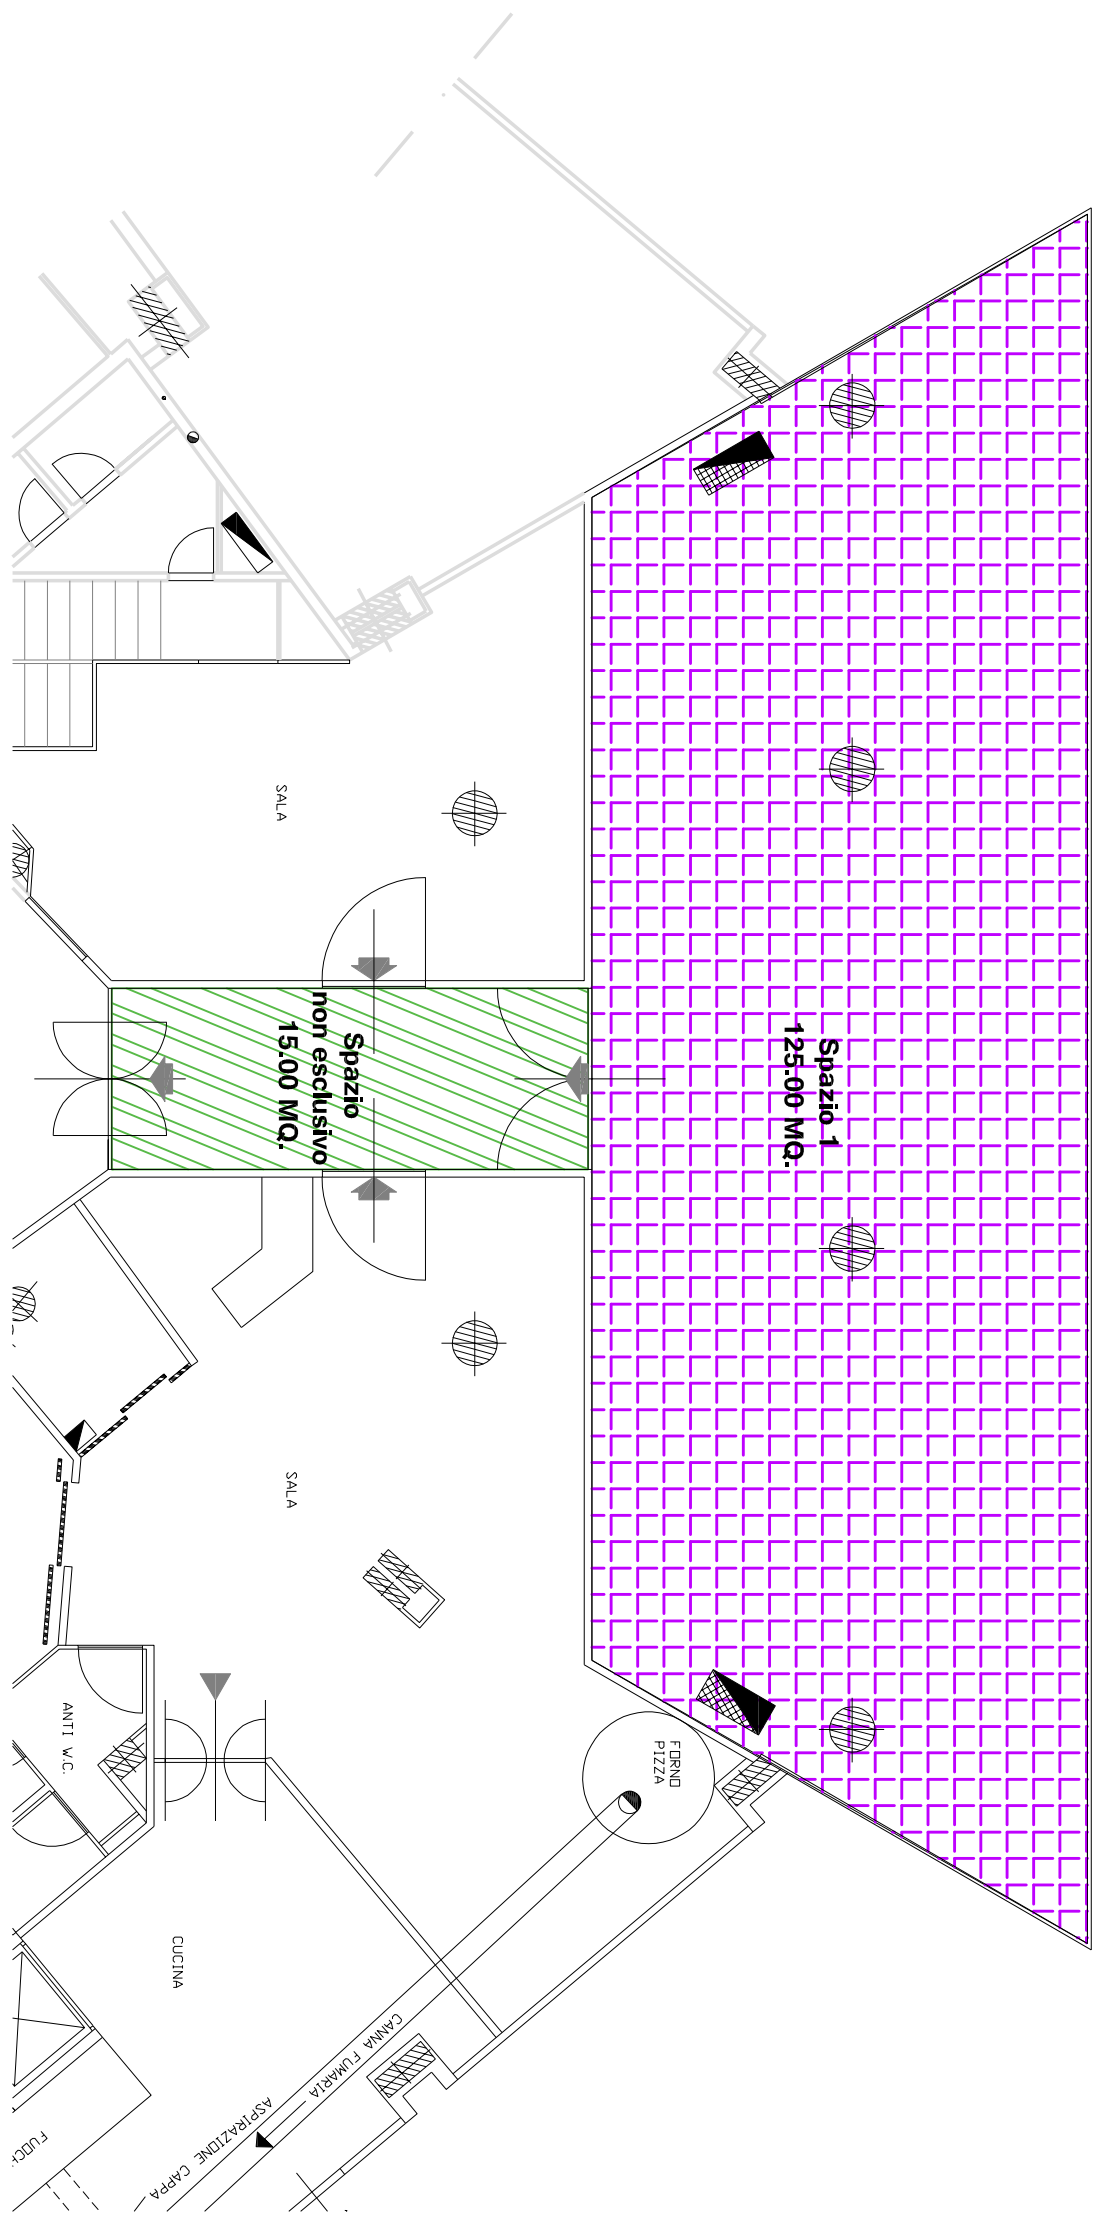 SALA
Spazio
non esclusivo
15.00 MQ.
Spazio 1
125.00 MQ.
SALA
FORNO
PIZZA
ANTI W.C.
CUCINA
CANNA FUMARIA
ASPIRAZIONE CAPPA